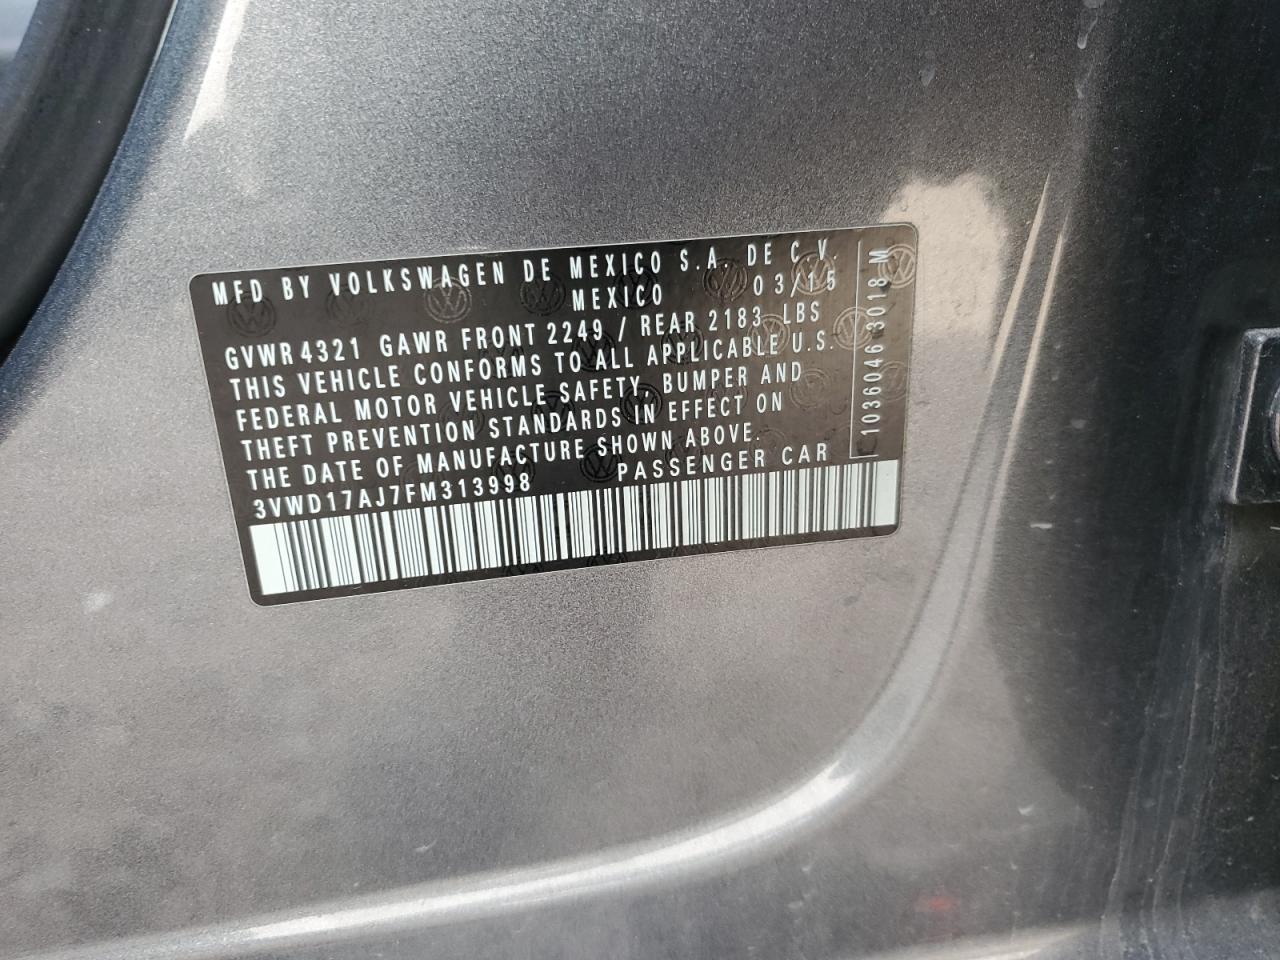 MFD BY VOLKSWAGEN DE MEXICO S.A. DE C.V.
MEXICO 03/15
GVWR 4321 GAWR FRONT 2249 / REAR 2183 LBS
THIS VEHICLE CONFORMS TO ALL APPLICABLE U.S.
FEDERAL MOTOR VEHICLE SAFETY, BUMPER AND
THEFT PREVENTION STANDARDS IN EFFECT ON
THE DATE OF MANUFACTURE SHOWN ABOVE.
3VWD17AJ7FM313998 PASSENGER CAR
1036046 3018 M